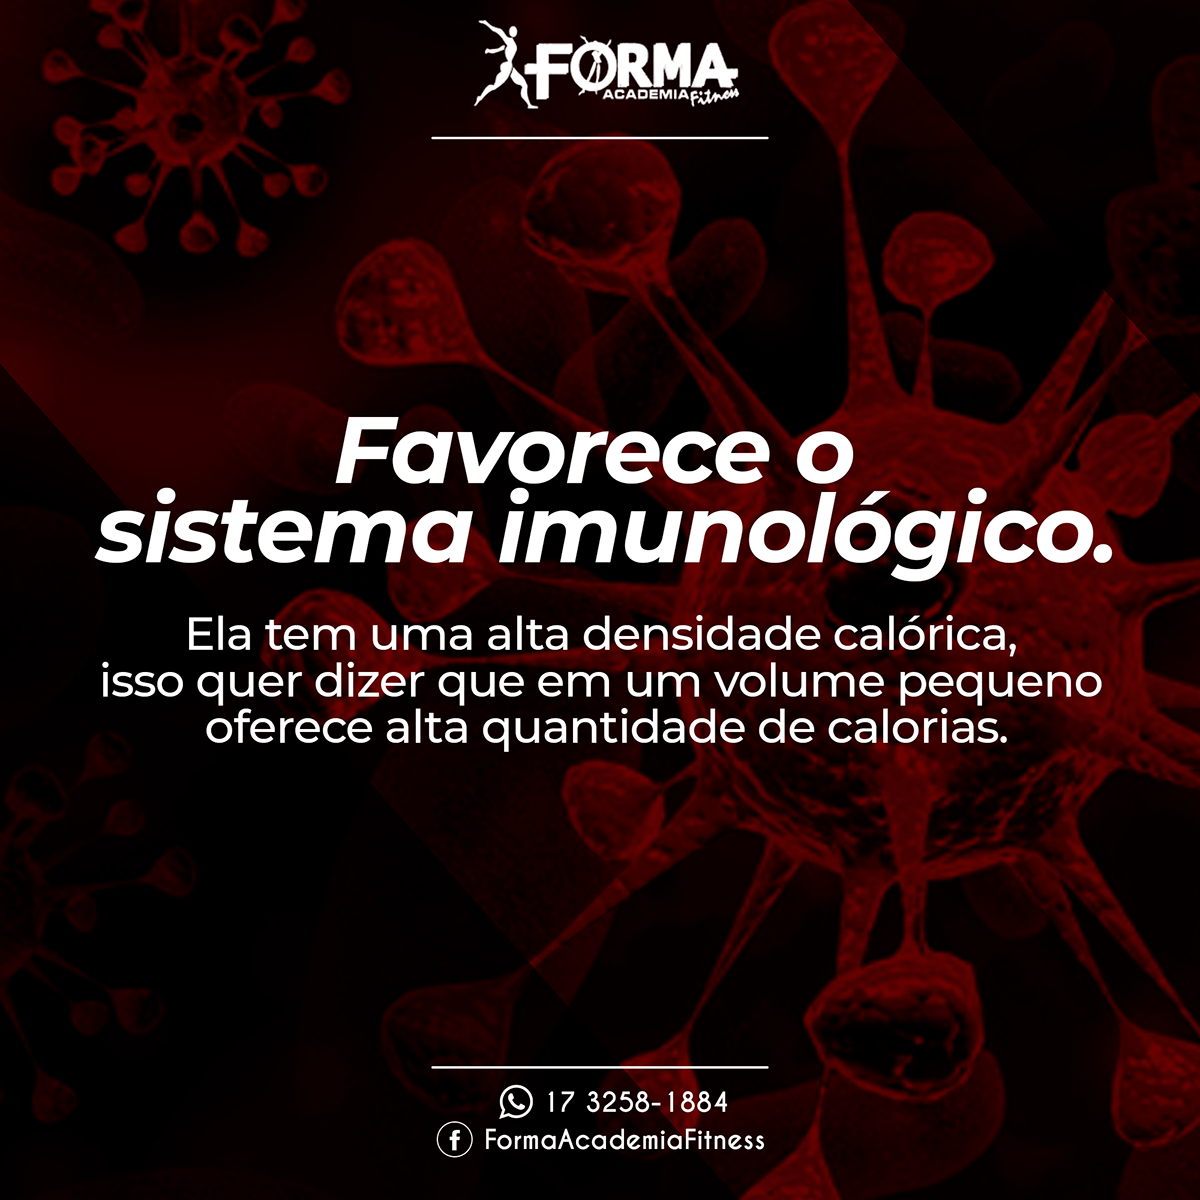 FORMA
ACADEMIA Fitness
Favorece o
sistema imunológico.
Ela tem uma alta densidade calórica,
isso quer dizer que em um volume pequeno
oferece alta quantidade de calorias.
17 3258-1884
FormaAcademiaFitness